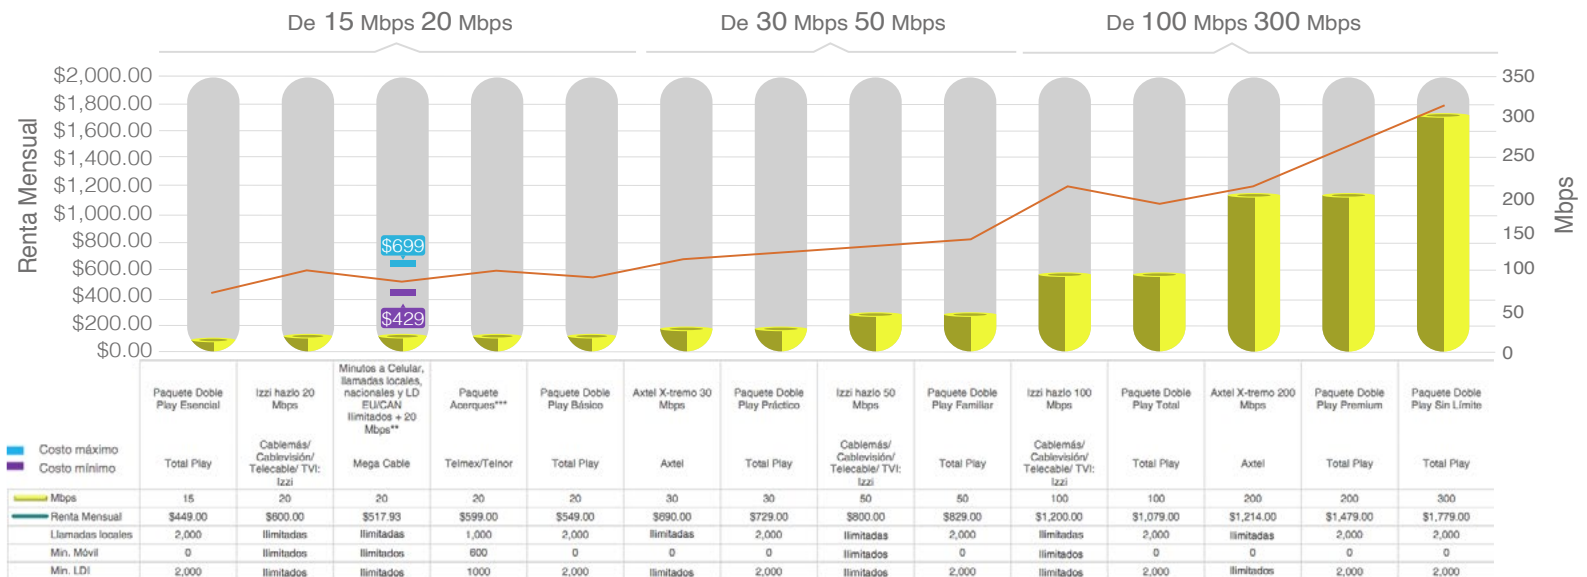 De 15 Mbps 20 Mbps
De 30 Mbps 50 Mbps
De 100 Mbps 300 Mbps
Renta Mensual
$2,000.00
$1,800.00
$1,600.00
$1,400.00
$1,200.00
$1,000.00
$800.00
$600.00
$400.00
$200.00
$0.00
$699
$429
350
300
250
200
150
100
50
0
Mbps
Paquete Doble Play Esencial
Izzi hazlo 20 Mbps
Minutos a Celular, llamadas locales, nacionales y LD EU/CAN Ilimitados + 20 Mbps**
Paquete Acerques***
Paquete Doble Play Básico
Axtel X-tremo 30 Mbps
Paquete Doble Play Práctico
Izzi hazlo 50 Mbps
Paquete Doble Play Familiar
Izzi hazlo 100 Mbps
Paquete Doble Play Total
Axtel X-tremo 200 Mbps
Paquete Doble Play Premium
Paquete Doble Play Sin Límite
Costo máximo
Costo mínimo
Total Play
Cablemás/ Cablevisión/ Telecable/ TVI: Izzi
Mega Cable
Telmex/Telnor
Total Play
Axtel
Total Play
Cablemás/ Cablevisión/ Telecable/ TVI: Izzi
Total Play
Cablemás/ Cablevisión/ Telecable/ TVI: Izzi
Total Play
Axtel
Total Play
Total Play
Mbps 15 20 20 20 20 30 30 50 50 100 100 200 200 300
Renta Mensual $449.00 $600.00 $517.93 $599.00 $549.00 $690.00 $729.00 $800.00 $829.00 $1,200.00 $1,079.00 $1,214.00 $1,479.00 $1,779.00
Llamadas locales 2,000 Ilimitadas Ilimitadas 1,000 2,000 Ilimitadas 2,000 Ilimitadas 2,000 Ilimitadas 2,000 Ilimitadas 2,000 2,000
Min. Móvil 0 Ilimitados Ilimitados 600 0 0 0 Ilimitados 0 Ilimitados 0 0 0 0
Min. LDI 2,000 Ilimitados Ilimitados 1000 2,000 Ilimitados 2,000 Ilimitados 2,000 Ilimitados 2,000 Ilimitados 2,000 2,000